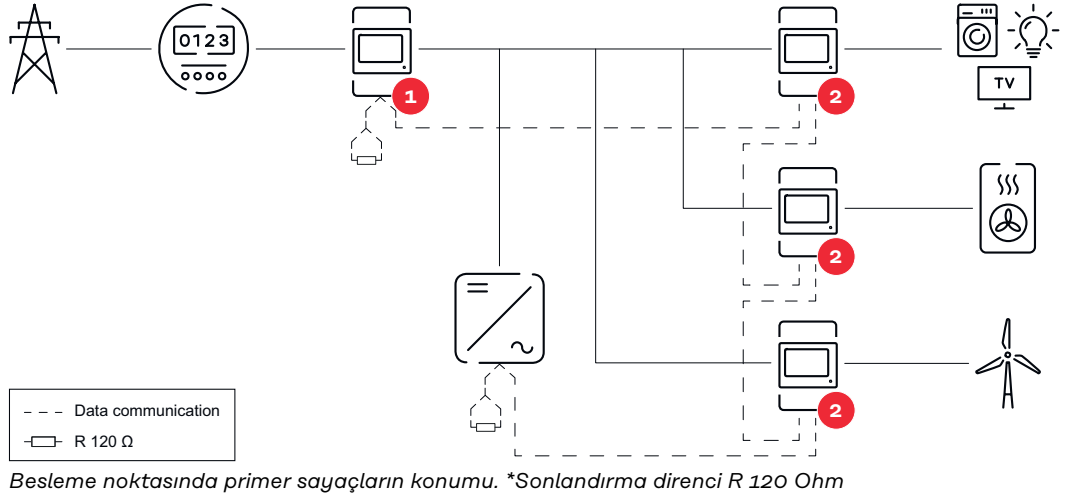 0123
1
2
TV
2
2
Data communication
R 120 Ω
Besleme noktasında primer sayaçların konumu. *Sonlandırma direnci R 120 Ohm